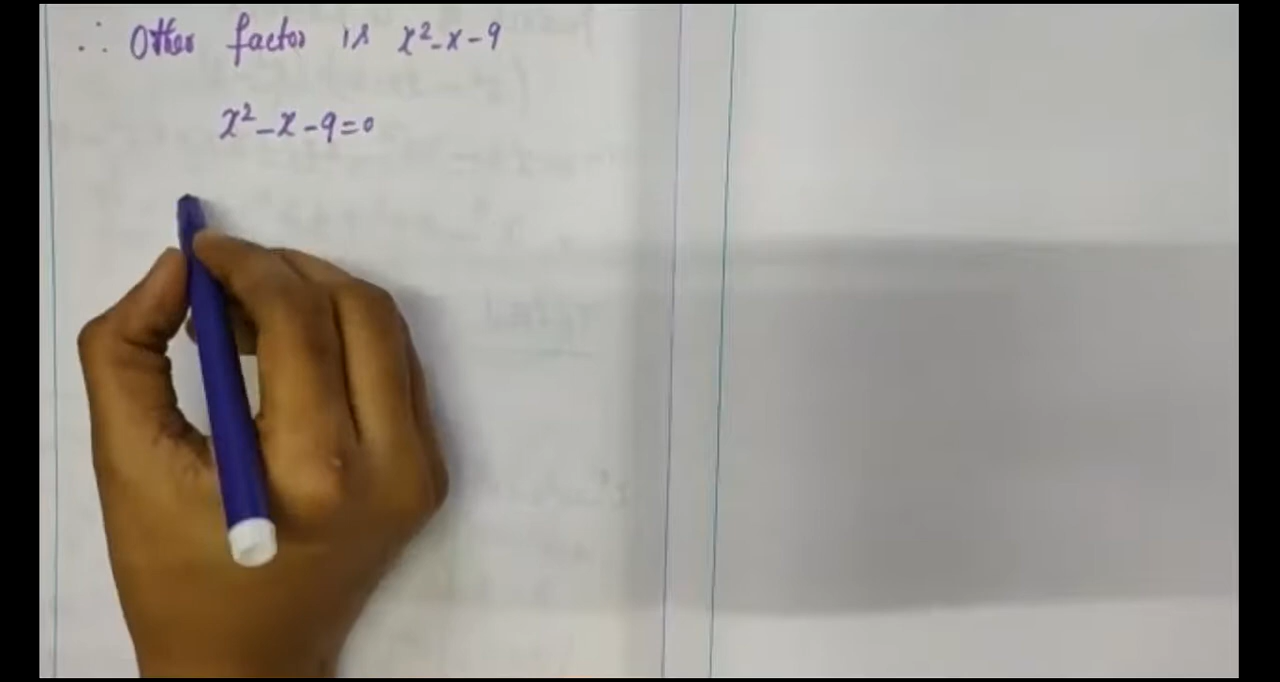 ∴ Other factor is x²-x-9
x²-x-9=0